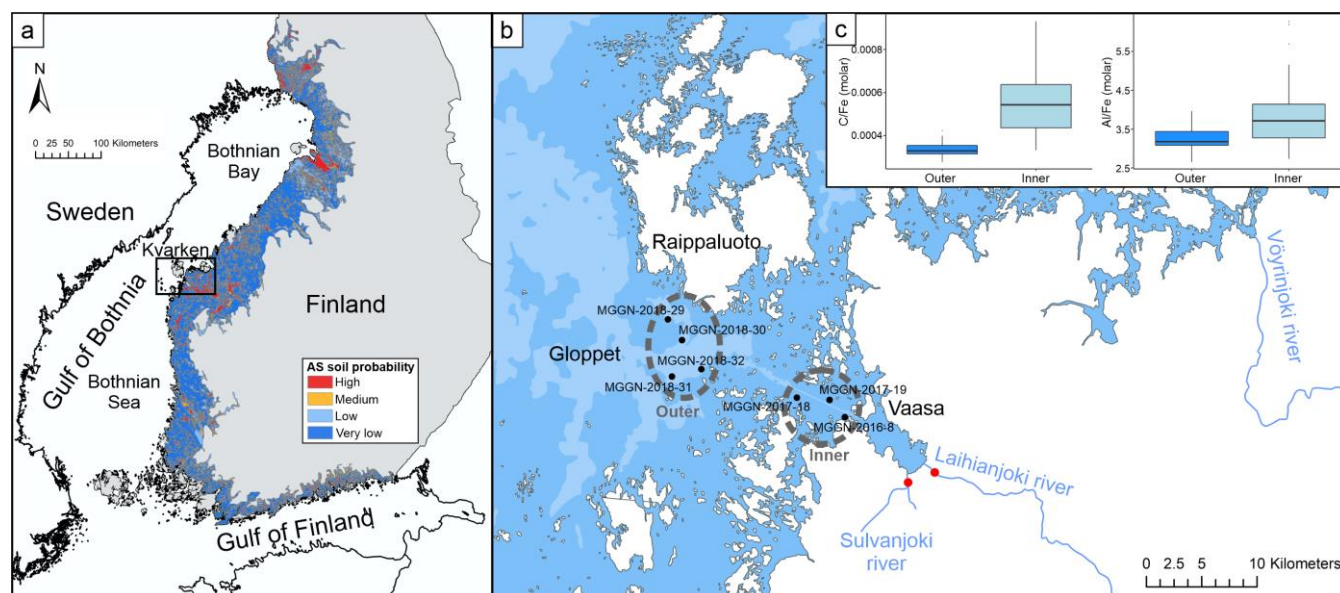 a
N
0 25 50 100 Kilometers
Bothnian
Bay
Sweden
Kvarken
Finland
Gulf of Bothnia
AS soil probability
High
Medium
Low
Very low
Bothnian
Sea
Gulf of Finland
b
Raippaluoto
MGGN-2018-29
MGGN-2018-30
Gloppet
MGGN-2018-32
MGGN-2018-31
Outer
MGGN-2017-19
MGGN-2017-18
Vaasa
MGGN-2016-8
Inner
Laihianjoki river
Sulvanjoki
river
Vöyrinjoki river
0 2.5 5 10 Kilometers
c
C/Fe (molar)
0.0008
0.0006
0.0004
Outer
Inner
Al/Fe (molar)
5.5
4.5
3.5
2.5
Outer
Inner